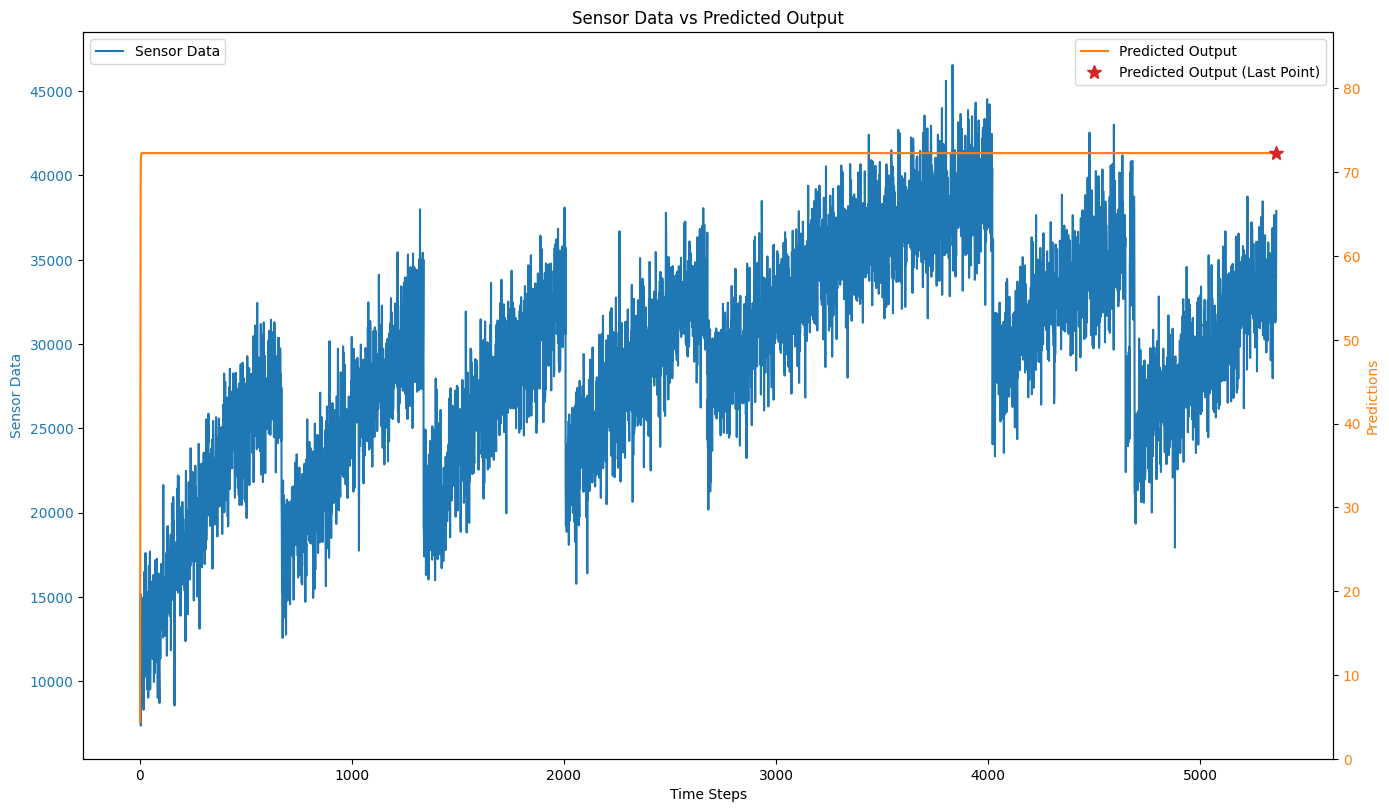 Sensor Data vs Predicted Output
Sensor Data
Predicted Output
Predicted Output (Last Point)
45000
40000
35000
30000
25000
20000
15000
10000
Sensor Data
80
70
60
50
40
30
20
10
0
Predictions
0 1000 2000 3000 4000 5000
Time Steps